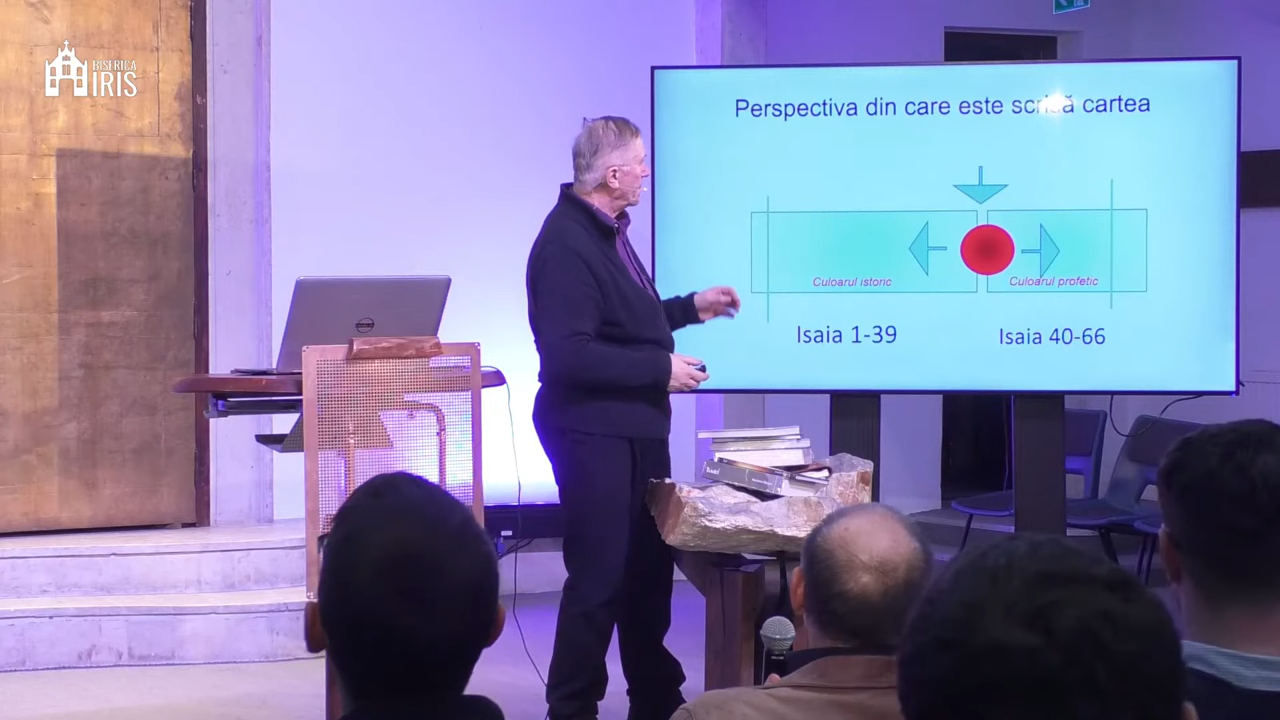 BISERICA
IRIS
Perspectiva din care este scrisă cartea
Culoarul istoric
Culoarul profetic
Isaia 1-39
Isaia 40-66